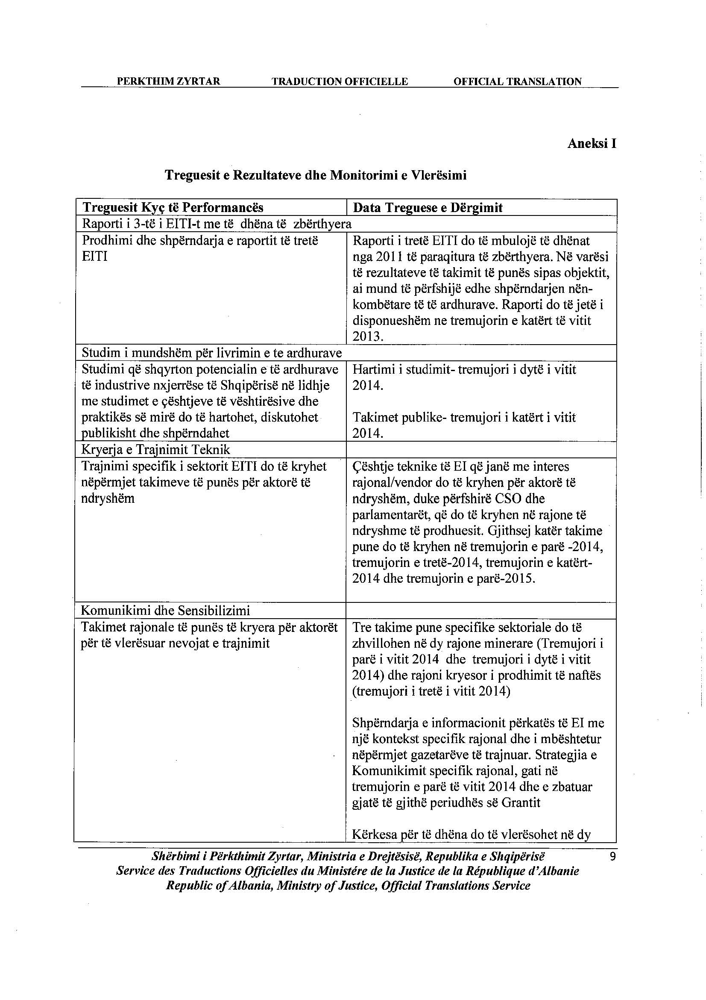 PERKTHIM ZYRTAR TRADUCTION OFFICIELLE OFFICIAL TRANSLATION
Aneksi I
Treguesit e Rezultateve dhe Monitorimi e Vlerësimi
Treguesit Kyç të Performancës
Data Treguese e Dërgimit
Raporti i 3-të i EITI-t me të dhëna të zbërthyera
Prodhimi dhe shpërndarja e raportit të tretë
EITI
Raporti i tretë EITI do të mbulojë të dhënat
nga 2011 të paraqitura të zbërthyera. Në varësi
të rezultateve të takimit të punës sipas objektit,
ai mund të përfshijë edhe shpërndarjen nën-
kombëtare të të ardhurave. Raporti do të jetë i
disponueshëm ne tremujorin e katërt të vitit
2013.
Studim i mundshëm për livrimin e te ardhurave
Studimi që shqyrton potencialin e të ardhurave
të industrive nxjerrëse të Shqipërisë në lidhje
me studimet e çështjeve të vështirësive dhe
praktikës së mirë do të hartohet, diskutohet
publikisht dhe shpërndahet
Hartimi i studimit- tremujori i dytë i vitit
2014.
Takimet publike- tremujori i katërt i vitit
2014.
Kryerja e Trajnimit Teknik
Trajnimi specifik i sektorit EITI do të kryhet
nëpërmjet takimeve të punës për aktorë të
ndryshëm
Çështje teknike të EI që janë me interes
rajonal/vendor do të kryhen për aktorë të
ndryshëm, duke përfshirë CSO dhe
parlamentarët, që do të kryhen në rajone të
ndryshme të prodhuesit. Gjithsej katër takime
pune do të kryhen në tremujorin e parë -2014,
tremujorin e tretë-2014, tremujorin e katërt-
2014 dhe tremujorin e parë-2015.
Komunikimi dhe Sensibilizimi
Takimet rajonale të punës të kryera për aktorët
për të vlerësuar nevojat e trajnimit
Tre takime pune specifike sektoriale do të
zhvillohen në dy rajone minerare (Tremujori i
parë i vitit 2014 dhe tremujori i dytë i vitit
2014) dhe rajoni kryesor i prodhimit të naftës
(tremujori i tretë i vitit 2014)
Shpërndarja e informacionit përkatës të EI me
një kontekst specifik rajonal dhe i mbështetur
nëpërmjet gazetarëve të trajnuar. Strategjia e
Komunikimit specifik rajonal, gati në
tremujorin e parë të vitit 2014 dhe e zbatuar
gjatë të gjithë periudhës së Grantit
Kërkesa për të dhëna do të vlerësohet në dy
Shërbimi i Përkthimit Zyrtar, Ministria e Drejtësisë, Republika e Shqipërisë 9
Service des Traductions Officielles du Ministére de la Justice de la République d'Albanie
Republic of Albania, Ministry of Justice, Official Translations Service